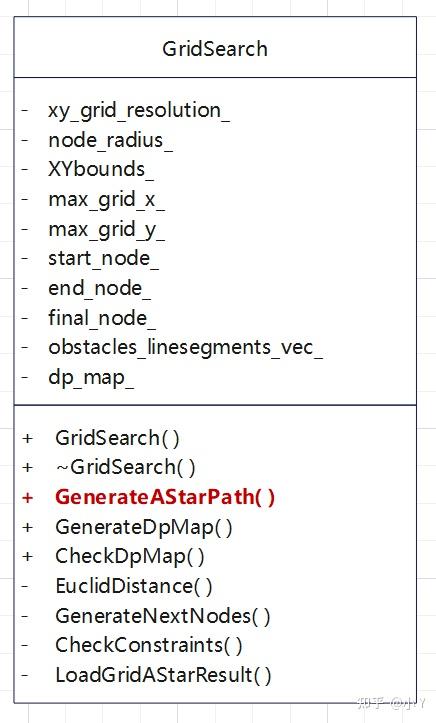 GridSearch
- xy_grid_resolution_
- node_radius_
- XYbounds_
- max_grid_x_
- max_grid_y_
- start_node_
- end_node_
- final_node_
- obstacles_linesegments_vec_
- dp_map_
+ GridSearch()
+ ~GridSearch()
+ GenerateAStarPath()
+ GenerateDpMap()
+ CheckDpMap()
- EuclidDistance()
- GenerateNextNodes()
- CheckConstraints()
- LoadGridAStarResult()
知乎 @小Y